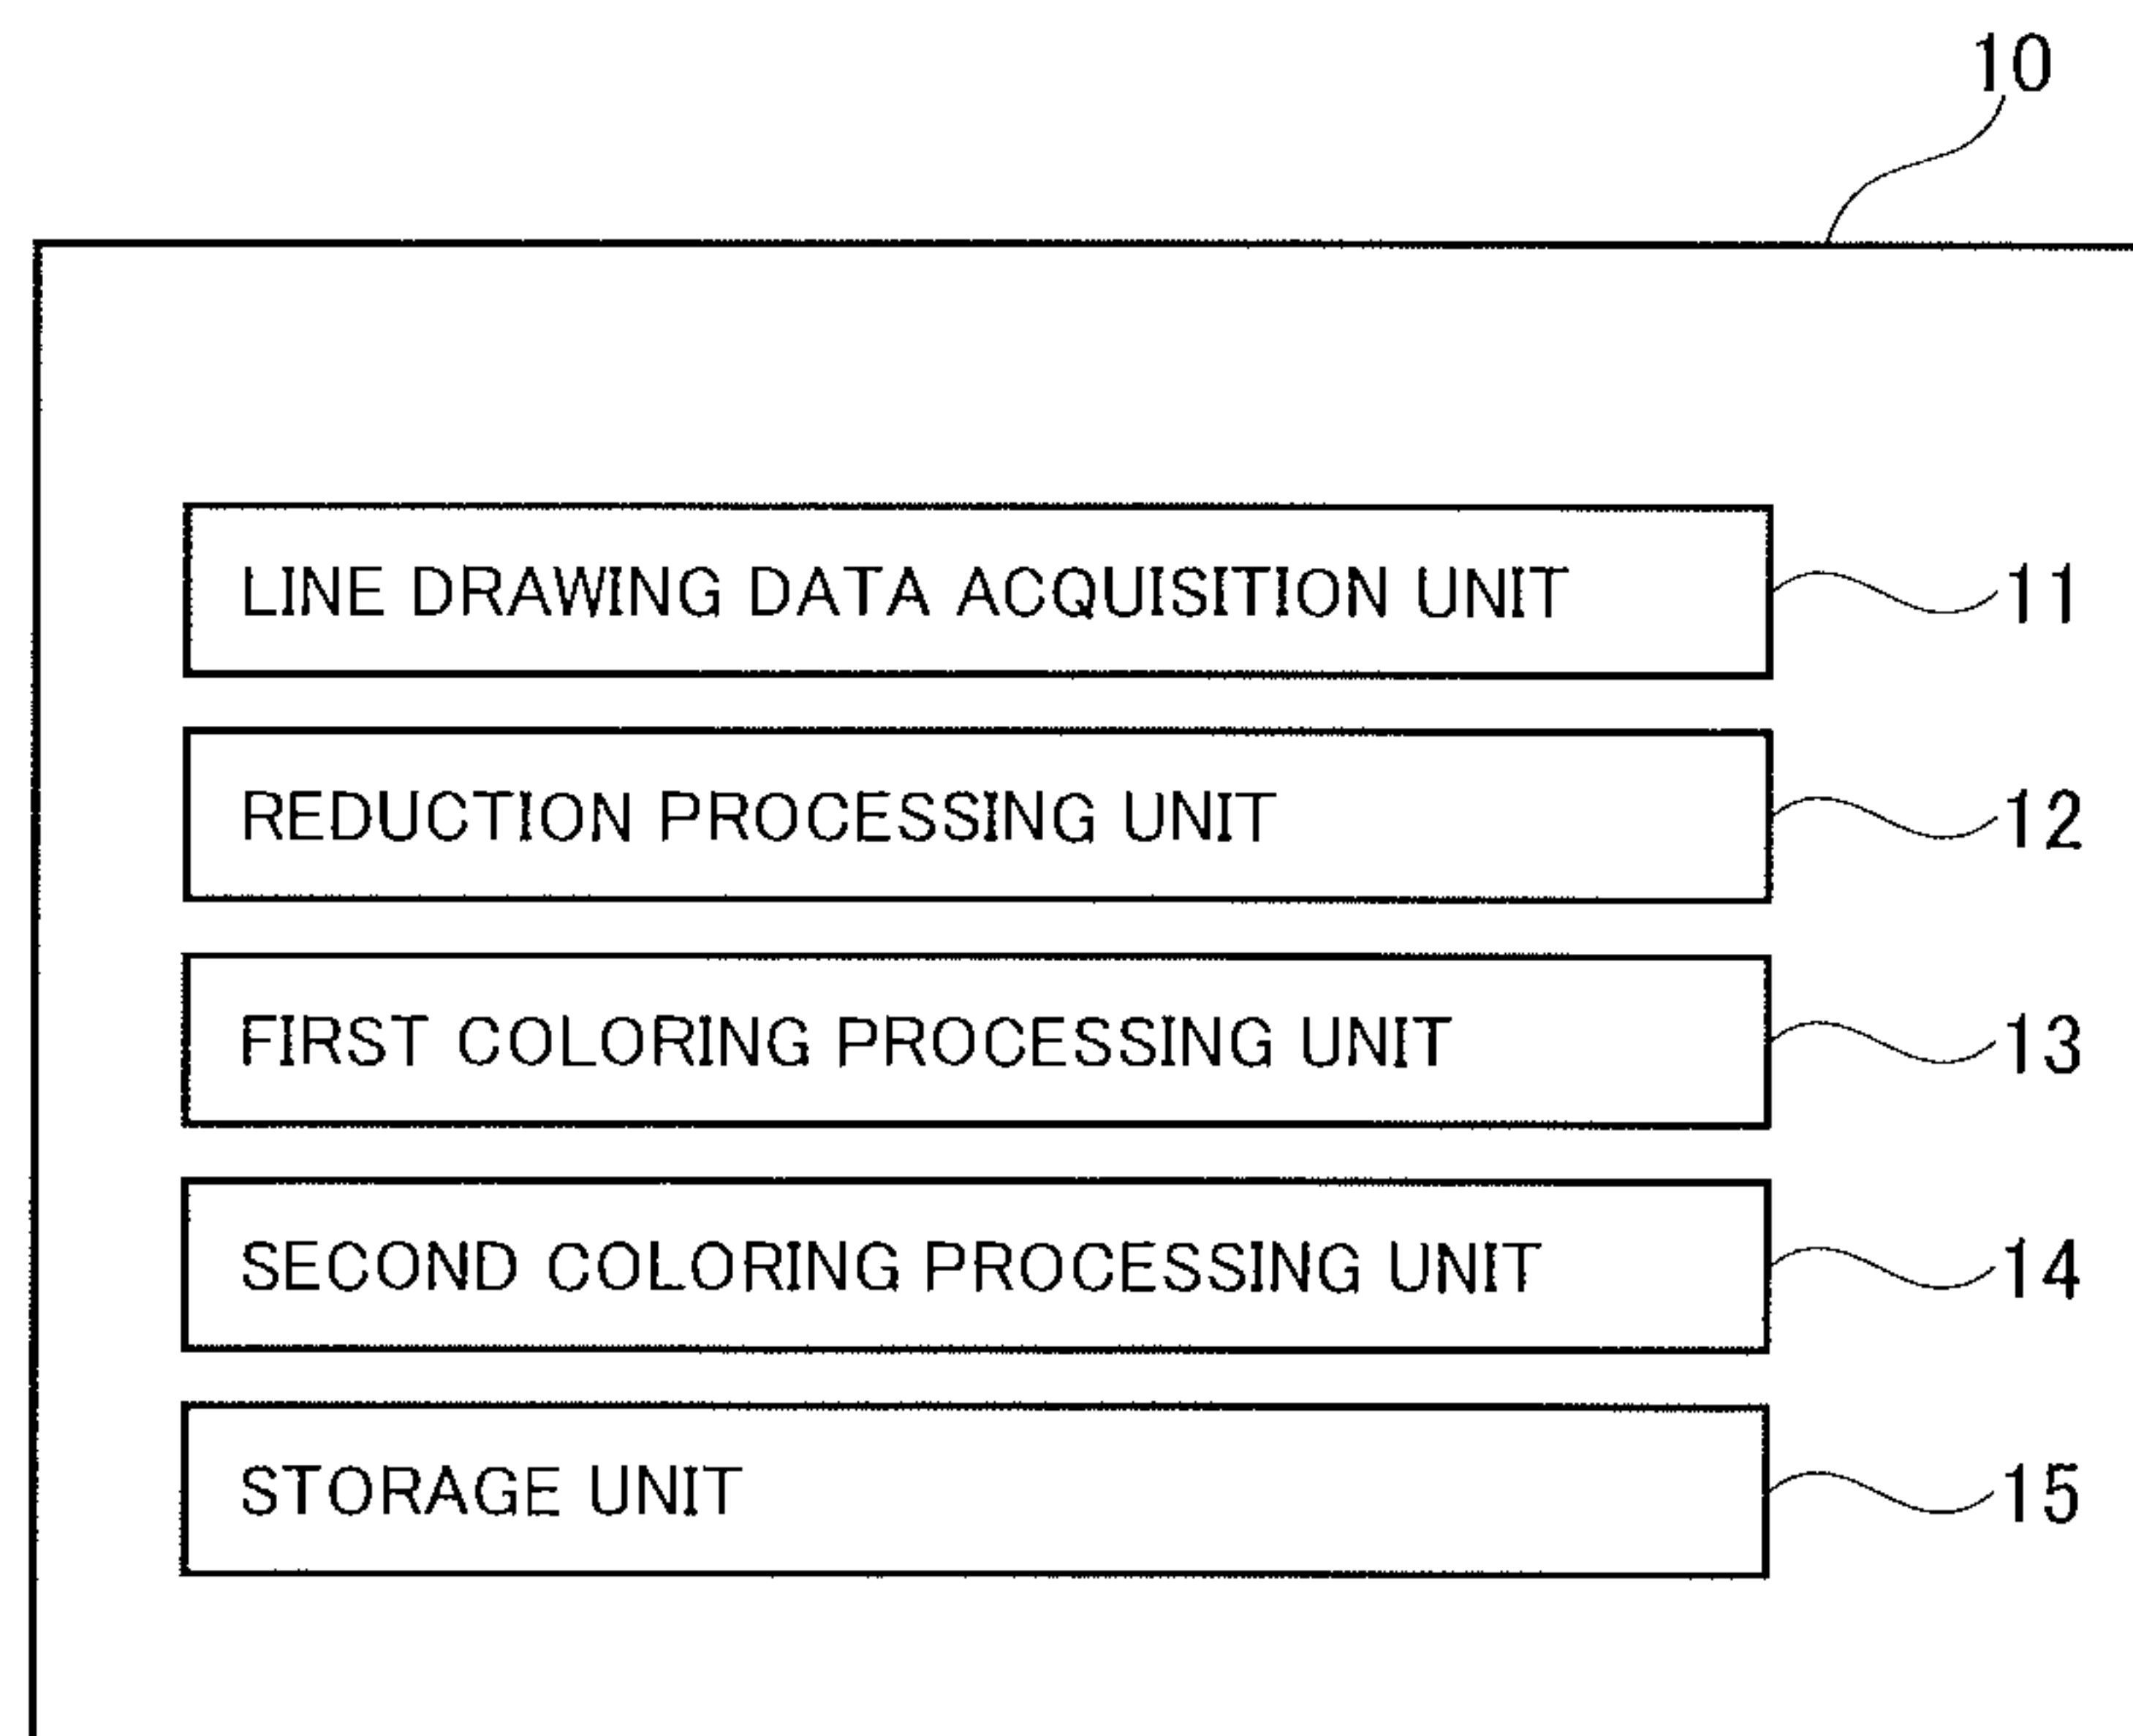 10
LINE DRAWING DATA ACQUISITION UNIT 11
REDUCTION PROCESSING UNIT 12
FIRST COLORING PROCESSING UNIT 13
SECOND COLORING PROCESSING UNIT 14
STORAGE UNIT 15